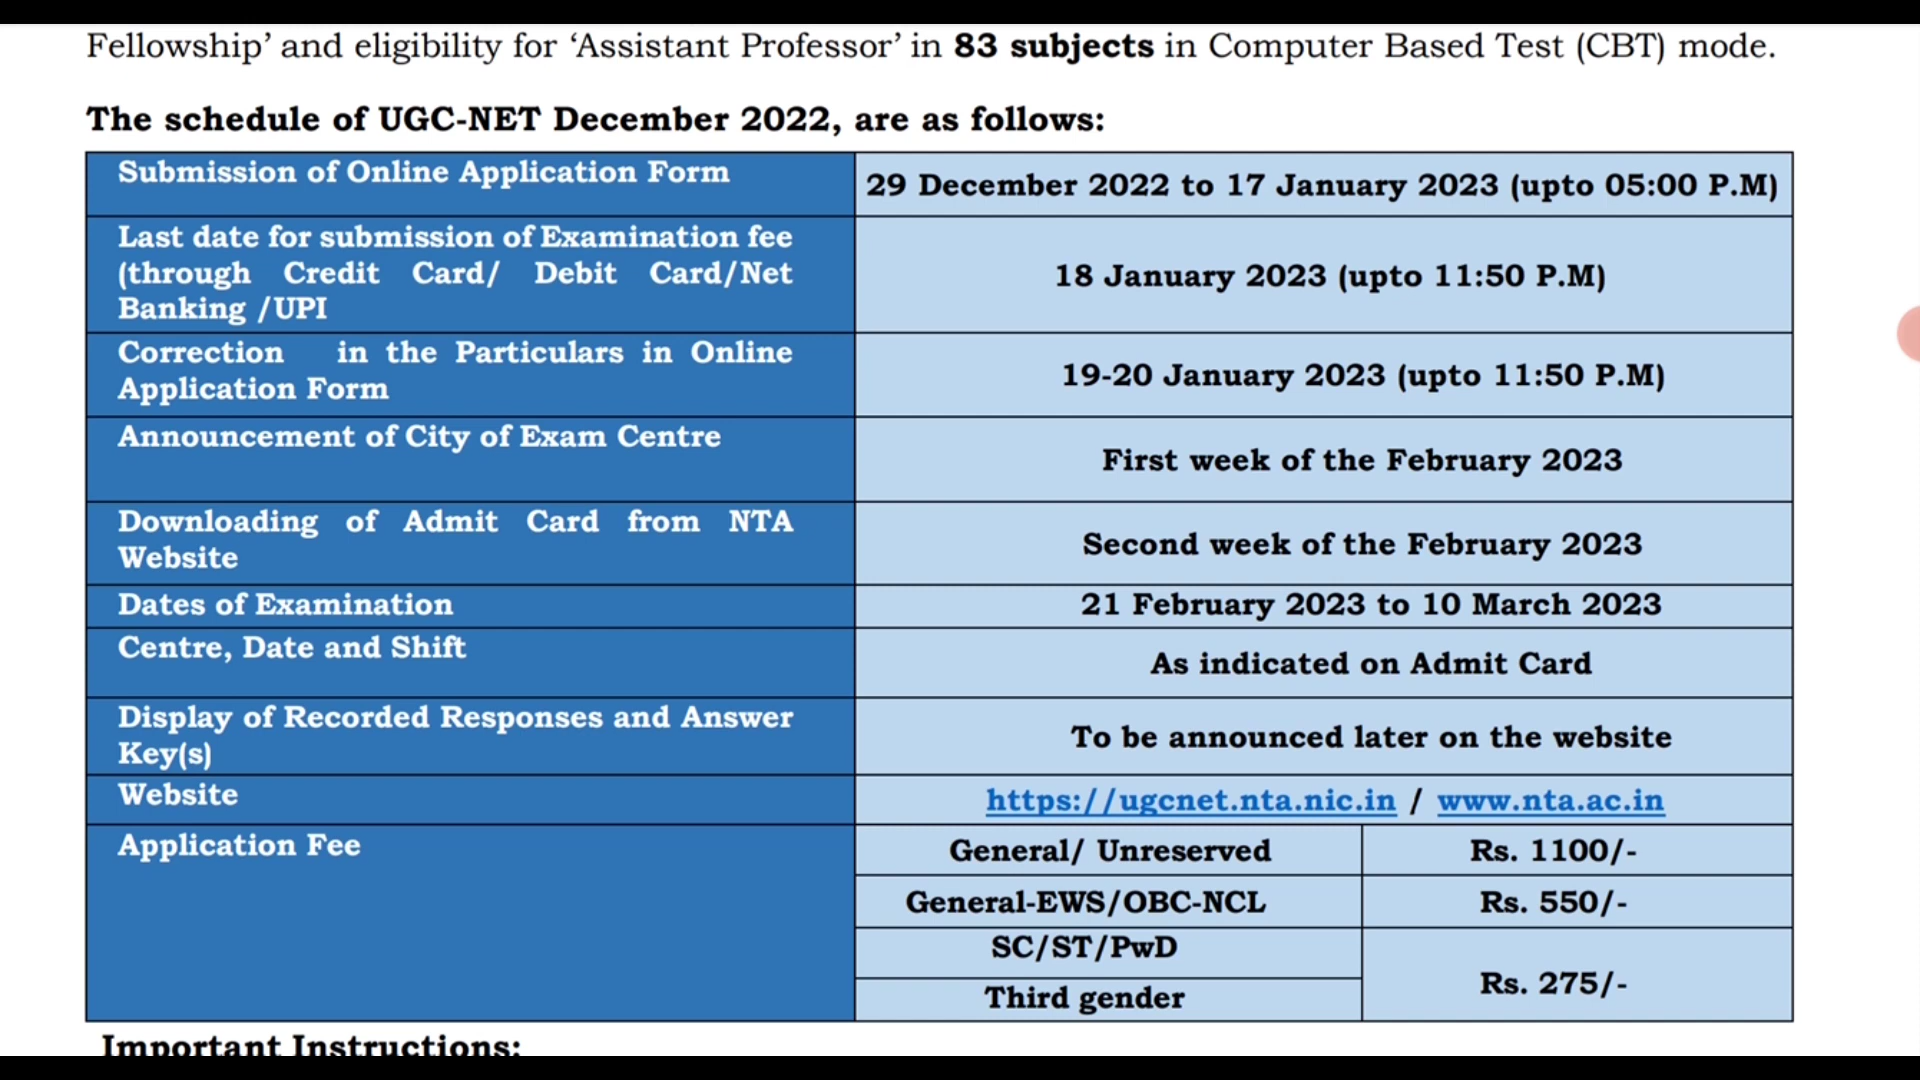 Fellowship’ and eligibility for ‘Assistant Professor’ in 83 subjects in Computer Based Test (CBT) mode.
The schedule of UGC-NET December 2022, are as follows:
Submission of Online Application Form
29 December 2022 to 17 January 2023 (upto 05:00 P.M)
Last date for submission of Examination fee
(through Credit Card/ Debit Card/Net
Banking /UPI
18 January 2023 (upto 11:50 P.M)
Correction in the Particulars in Online
Application Form
19-20 January 2023 (upto 11:50 P.M)
Announcement of City of Exam Centre
First week of the February 2023
Downloading of Admit Card from NTA
Website
Second week of the February 2023
Dates of Examination
21 February 2023 to 10 March 2023
Centre, Date and Shift
As indicated on Admit Card
Display of Recorded Responses and Answer
Key(s)
To be announced later on the website
Website
https://ugcnet.nta.nic.in / www.nta.ac.in
Application Fee
General/ Unreserved
Rs. 1100/-
General-EWS/OBC-NCL
Rs. 550/-
SC/ST/PwD
Third gender
Rs. 275/-
Important Instructions: